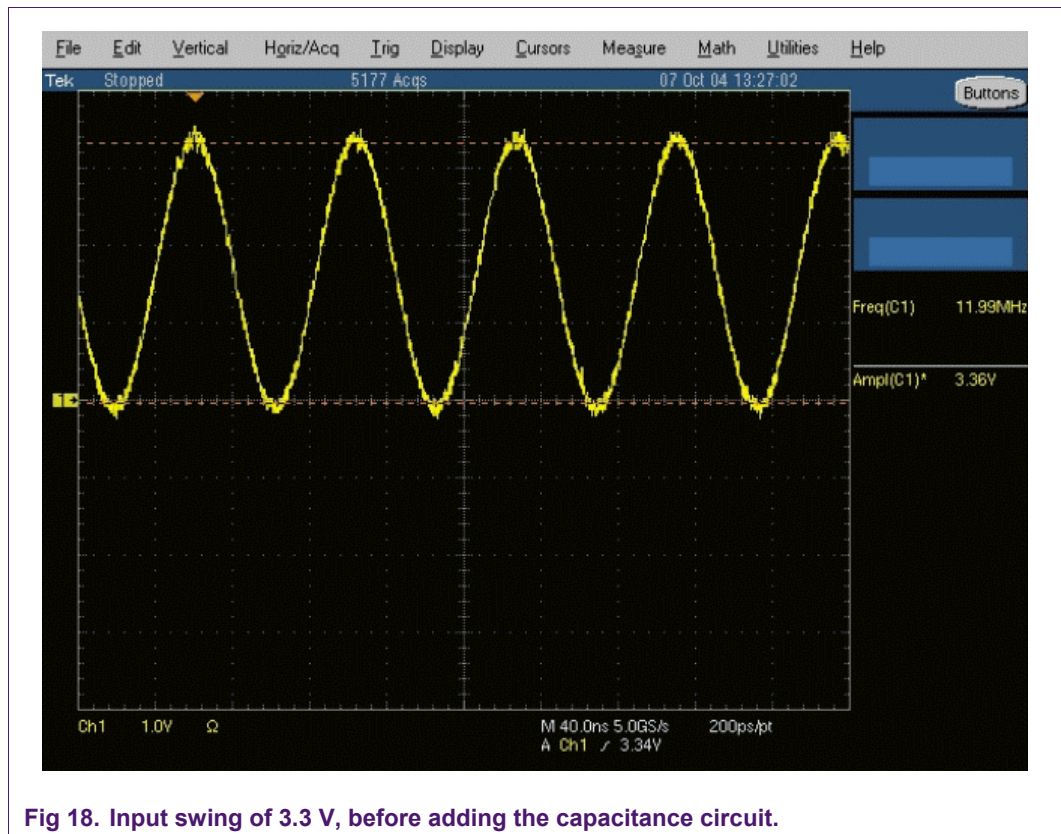 File Edit Vertical Horiz/Acq Trig Display Cursors Measure Math Utilities Help
Tek Stopped 5177 Acqs 07 Oct 04 13:27:02
Buttons
Freq(C1) 11.99MHz
Ampl(C1)* 3.36V
1
Ch1 1.0V Ω M 40.0ns 5.0GS/s 200ps/pt
A Ch1 ∕ 3.34V
Fig 18. Input swing of 3.3 V, before adding the capacitance circuit.